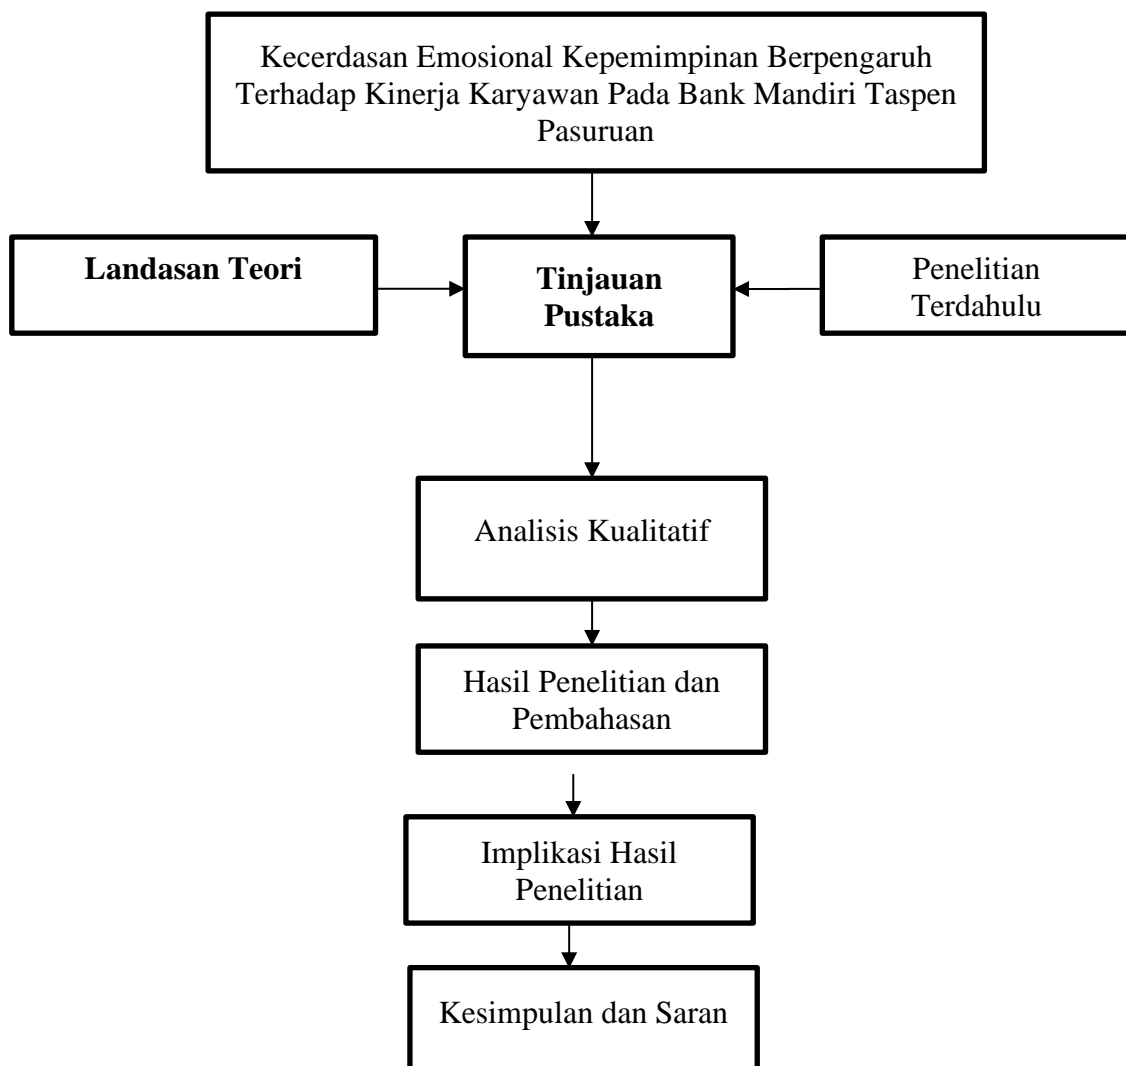 Kecerdasan Emosional Kepemimpinan Berpengaruh
Terhadap Kinerja Karyawan Pada Bank Mandiri Taspen
Pasuruan
Landasan Teori
Tinjauan
Pustaka
Penelitian
Terdahulu
Analisis Kualitatif
Hasil Penelitian dan
Pembahasan
Implikasi Hasil
Penelitian
Kesimpulan dan Saran